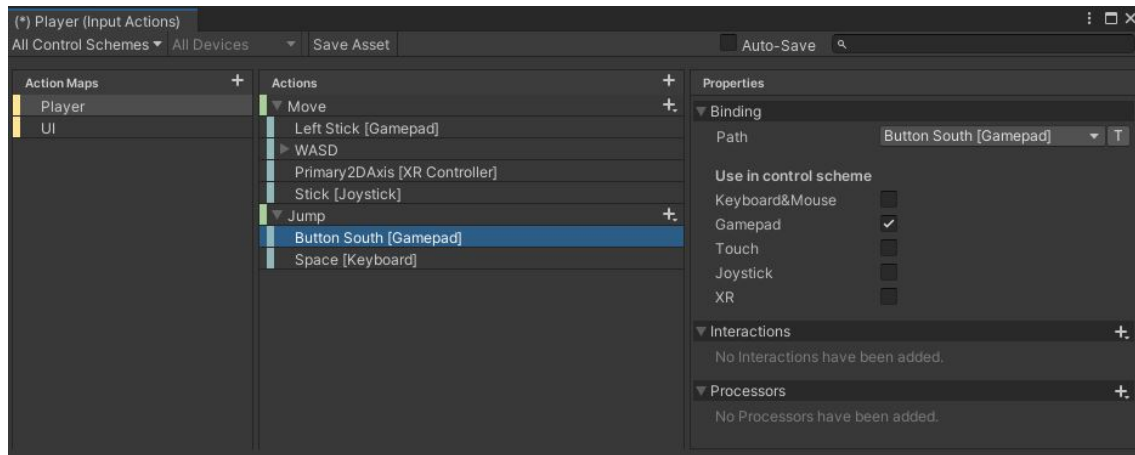 (*) Player (Input Actions)
All Control Schemes All Devices Save Asset Auto-Save
Action Maps
Player
UI
Actions
Move
Left Stick [Gamepad]
WASD
Primary2DAxis [XR Controller]
Stick [Joystick]
Jump
Button South [Gamepad]
Space [Keyboard]
Properties
Binding
Path Button South [Gamepad] T
Use in control scheme
Keyboard&Mouse
Gamepad
Touch
Joystick
XR
Interactions
No Interactions have been added.
Processors
No Processors have been added.